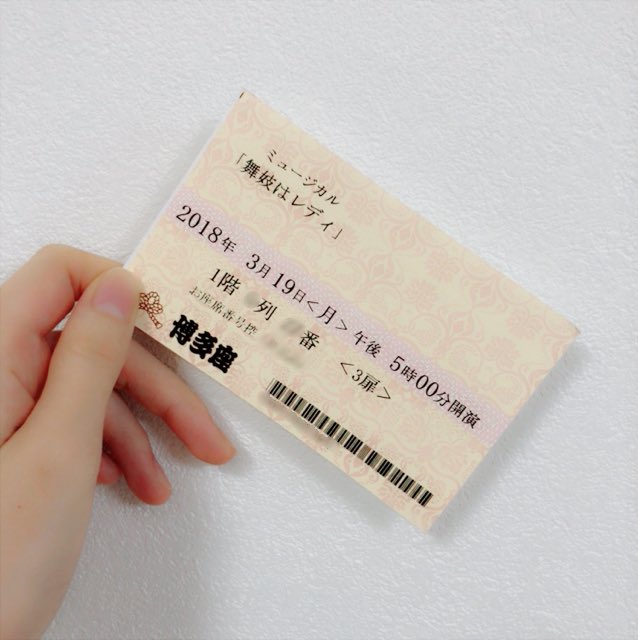 ミュージカル
「舞妓はレディ」
2018年 3月19日<月> 午後 5時00分開演
1階 列 番 <3扉>
お座席番号控
博多座